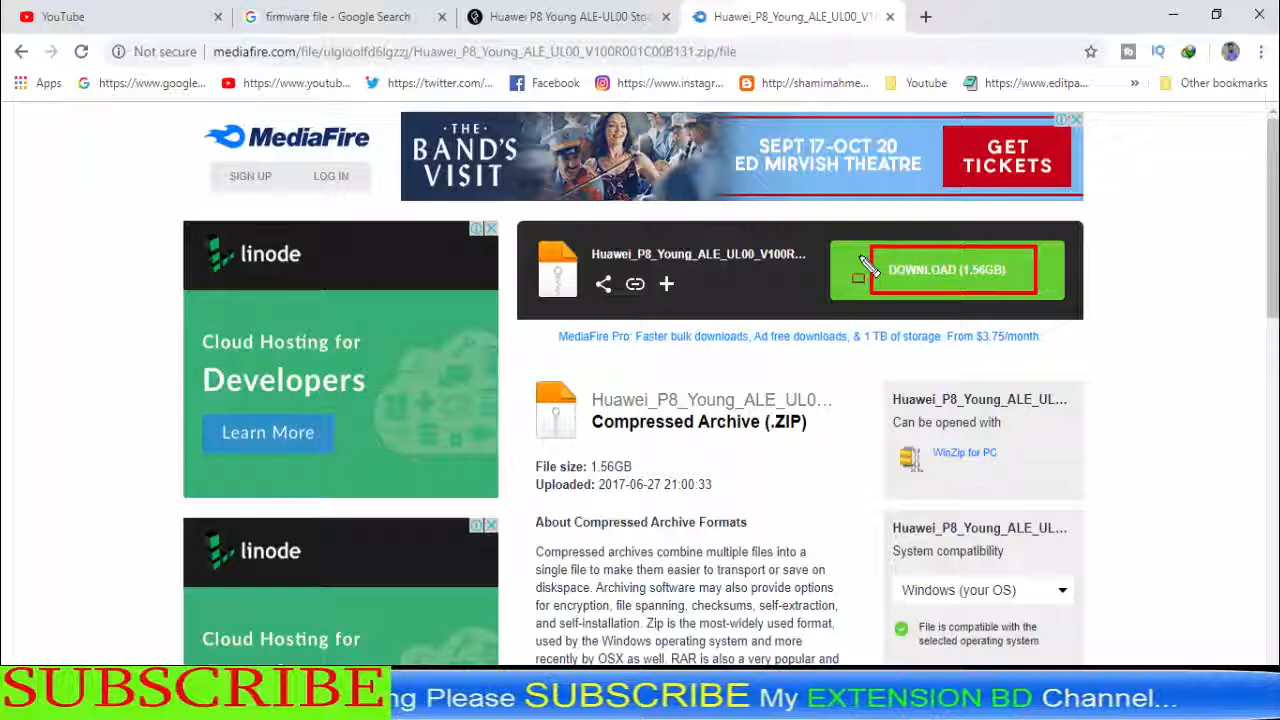 YouTube
firmware file - Google Search
Huawei P8 Young ALE-UL00 Sto
Huawei_P8_Young_ALE_UL00_V1
Not secure
mediafire.com/file/ulgloolfd6lqzzj/Huawei_P8_Young_ALE_UL00_V100R001C00B131.zip/file
IQ
Apps
https://www.google...
https://www.youtub...
https://twitter.com/...
Facebook
https://www.instagr...
http://shamimahme...
Youtube
https://www.editpa...
»
Other bookmarks
MediaFire
SIGN UP
LOG IN
·THE·
BAND'S
VISIT
SEPT 17-OCT 20
ED MIRVISH THEATRE
GET
TICKETS
linode
Cloud Hosting for
Developers
Learn More
Huawei_P8_Young_ALE_UL00_V100R...
DOWNLOAD (1.56GB)
MediaFire Pro: Faster bulk downloads, Ad free downloads, & 1 TB of storage. From $3.75/month.
Huawei_P8_Young_ALE_UL0...
Compressed Archive (.ZIP)
File size: 1.56GB
Uploaded: 2017-06-27 21:00:33
About Compressed Archive Formats
Compressed archives combine multiple files into a
single file to make them easier to transport or save on
diskspace. Archiving software may also provide options
for encryption, file spanning, checksums, self-extraction,
and self-installation. Zip is the most-widely used format,
used by the Windows operating system and more
recently by OSX as well. RAR is also a very popular and
Huawei_P8_Young_ALE_UL...
Can be opened with
WinZip for PC
Huawei_P8_Young_ALE_UL...
System compatibility
Windows (your OS)
File is compatible with the
selected operating system
linode
Cloud Hosting for
SUBSCRIBE
ng Please SUBSCRIBE My EXTENSION BD Channel...